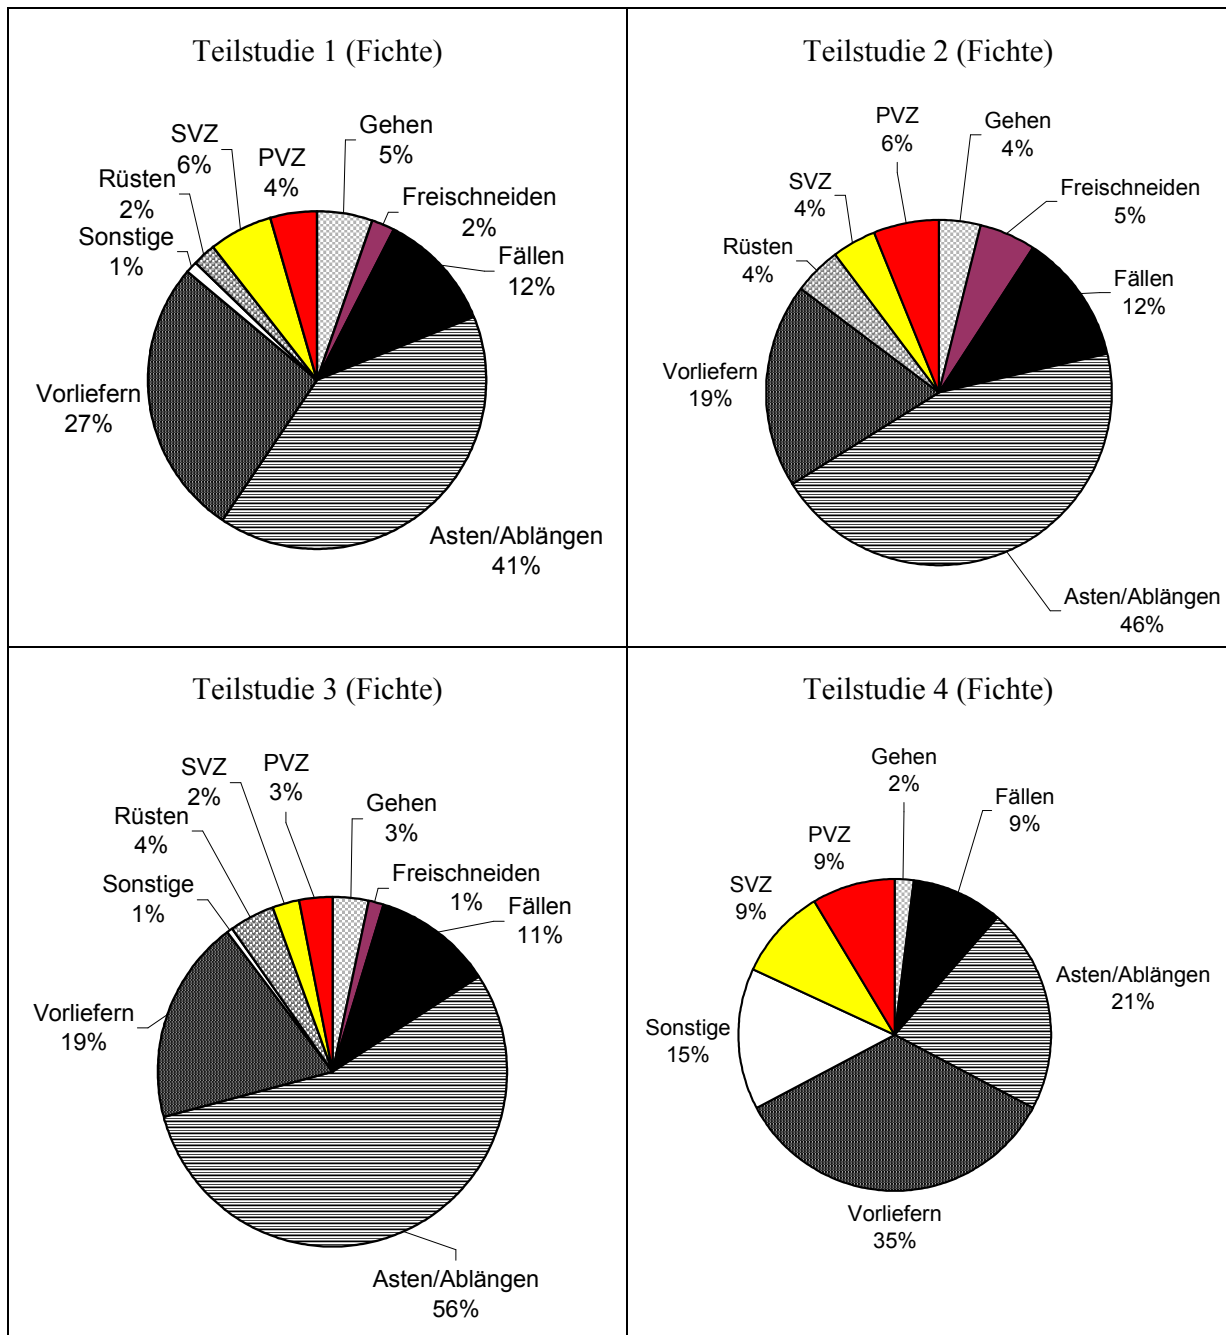 Teilstudie 1 (Fichte)
Gehen
5%
Freischneiden
2%
Fällen
12%
Asten/Ablängen
41%
Vorliefern
27%
Sonstige
1%
Rüsten
2%
SVZ
6%
PVZ
4%
Teilstudie 2 (Fichte)
Gehen
4%
Freischneiden
5%
Fällen
12%
Asten/Ablängen
46%
Vorliefern
19%
Rüsten
4%
SVZ
4%
PVZ
6%
Teilstudie 3 (Fichte)
Gehen
3%
Freischneiden
1%
Fällen
11%
Asten/Ablängen
56%
Vorliefern
19%
Sonstige
1%
Rüsten
4%
SVZ
2%
PVZ
3%
Teilstudie 4 (Fichte)
Gehen
2%
Fällen
9%
Asten/Ablängen
21%
Vorliefern
35%
Sonstige
15%
SVZ
9%
PVZ
9%